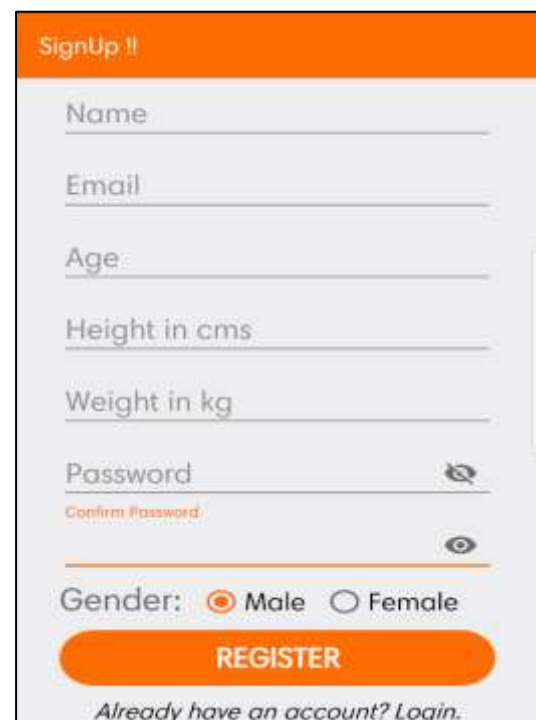 SignUp !!
Name
Email
Age
Height in cms
Weight in kg
Password
Confirm Password
Gender: Male Female
REGISTER
Already have an account? Login.